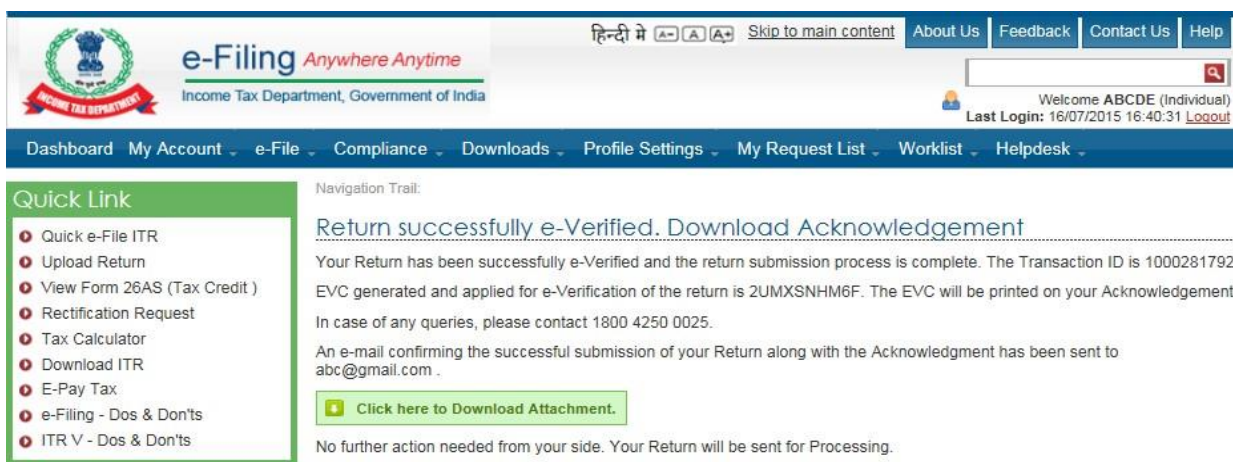 हिन्दी मे A- A A+ Skip to main content About Us Feedback Contact Us Help
e-Filing Anywhere Anytime
Income Tax Department, Government of India
INCOME TAX DEPARTMENT
Welcome ABCDE (Individual)
Last Login: 16/07/2015 16:40:31 Logout
Dashboard My Account e-File Compliance Downloads Profile Settings My Request List Worklist Helpdesk
Quick Link
Quick e-File ITR
Upload Return
View Form 26AS (Tax Credit )
Rectification Request
Tax Calculator
Download ITR
E-Pay Tax
e-Filing - Dos & Don'ts
ITR V - Dos & Don'ts
Navigation Trail:
Return successfully e-Verified. Download Acknowledgement
Your Return has been successfully e-Verified and the return submission process is complete. The Transaction ID is 1000281792
EVC generated and applied for e-Verification of the return is 2UMXSNHM6F. The EVC will be printed on your Acknowledgement
In case of any queries, please contact 1800 4250 0025.
An e-mail confirming the successful submission of your Return along with the Acknowledgment has been sent to
abc@gmail.com .
Click here to Download Attachment.
No further action needed from your side. Your Return will be sent for Processing.